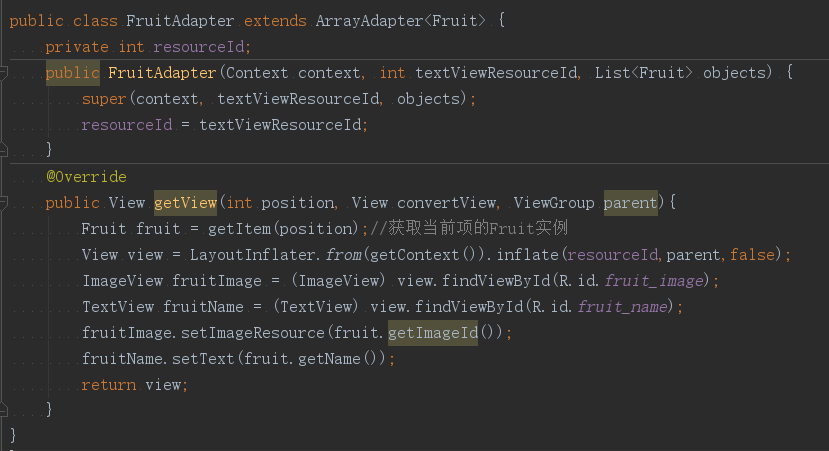 public class FruitAdapter extends ArrayAdapter<Fruit> {
    private int resourceId;
    public FruitAdapter(Context context, int textViewResourceId, List<Fruit> objects) {
        super(context, textViewResourceId, objects);
        resourceId = textViewResourceId;
    }
    @Override
    public View getView(int position, View convertView, ViewGroup parent){
        Fruit fruit = getItem(position);//获取当前项的Fruit实例
        View view = LayoutInflater.from(getContext()).inflate(resourceId,parent,false);
        ImageView fruitImage = (ImageView) view.findViewById(R.id.fruit_image);
        TextView fruitName = (TextView) view.findViewById(R.id.fruit_name);
        fruitImage.setImageResource(fruit.getImageId());
        fruitName.setText(fruit.getName());
        return view;
    }
}